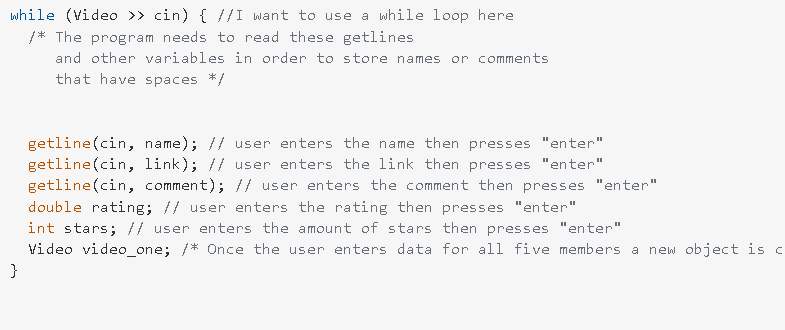 while (Video >> cin) { //I want to use a while loop here
/* The program needs to read these getlines
and other variables in order to store names or comments
that have spaces */
getline(cin, name); // user enters the name then presses "enter"
getline(cin, link); // user enters the link then presses "enter"
getline(cin, comment); // user enters the comment then presses "enter"
double rating; // user enters the rating then presses "enter"
int stars; // user enters the amount of stars then presses "enter"
Video video_one; /* Once the user enters data for all five members a new object is c
}